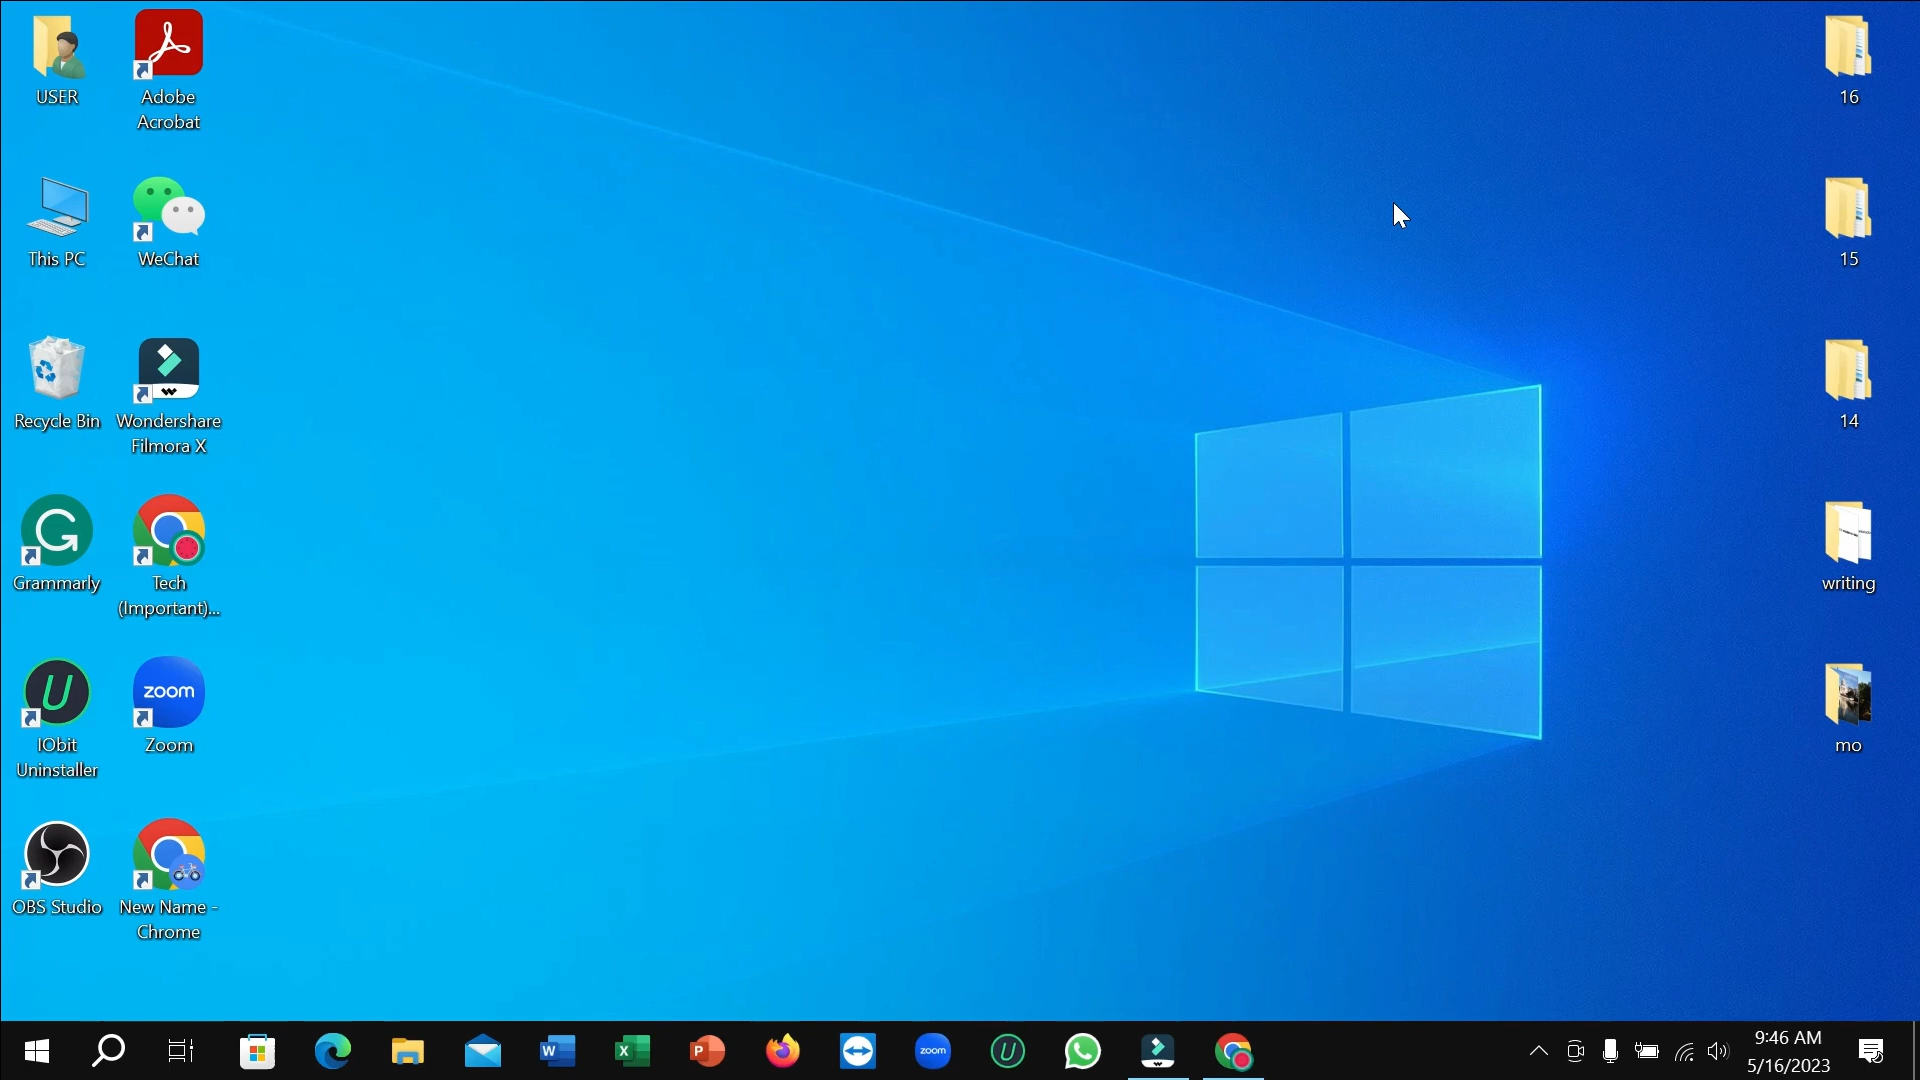 USER
Adobe
Acrobat
This PC
WeChat
Recycle Bin
Wondershare
Filmora X
Grammarly
Tech
(Important)...
IObit
Uninstaller
zoom
Zoom
OBS Studio
New Name -
Chrome
16
15
14
writing
mo
W
X
P
zoom
9:46 AM
5/16/2023